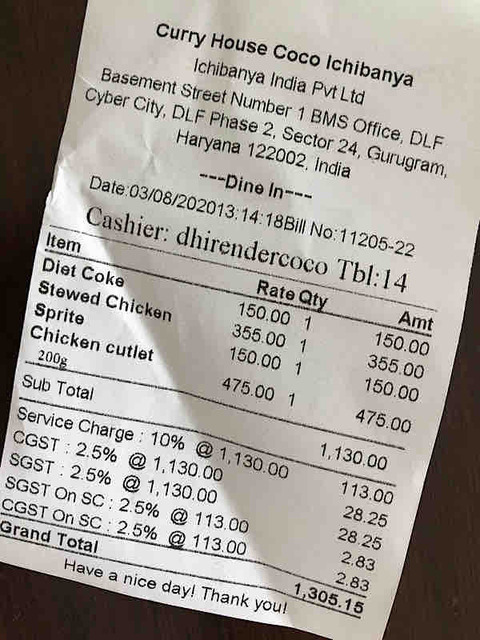 Curry House Coco Ichibanya
Ichibanya India Pvt Ltd
Basement Street Number 1 BMS Office, DLF
Cyber City, DLF Phase 2, Sector 24, Gurugram,
Haryana 122002, India
---Dine In---
Date:03/08/202013:14:18Bill No:11205-22
Cashier: dhirendercoco Tbl:14
Item Rate Qty Amt
Diet Coke 150.00 1 150.00
Stewed Chicken 355.00 1 355.00
Sprite 150.00 1 150.00
Chicken cutlet 475.00 1 475.00
200g
Sub Total 1,130.00
Service Charge : 10% @ 1,130.00 113.00
CGST : 2.5% @ 1,130.00 28.25
SGST : 2.5% @ 1,130.00 28.25
SGST On SC : 2.5% @ 113.00 2.83
CGST On SC : 2.5% @ 113.00 2.83
Grand Total 1,305.15
Have a nice day! Thank you!